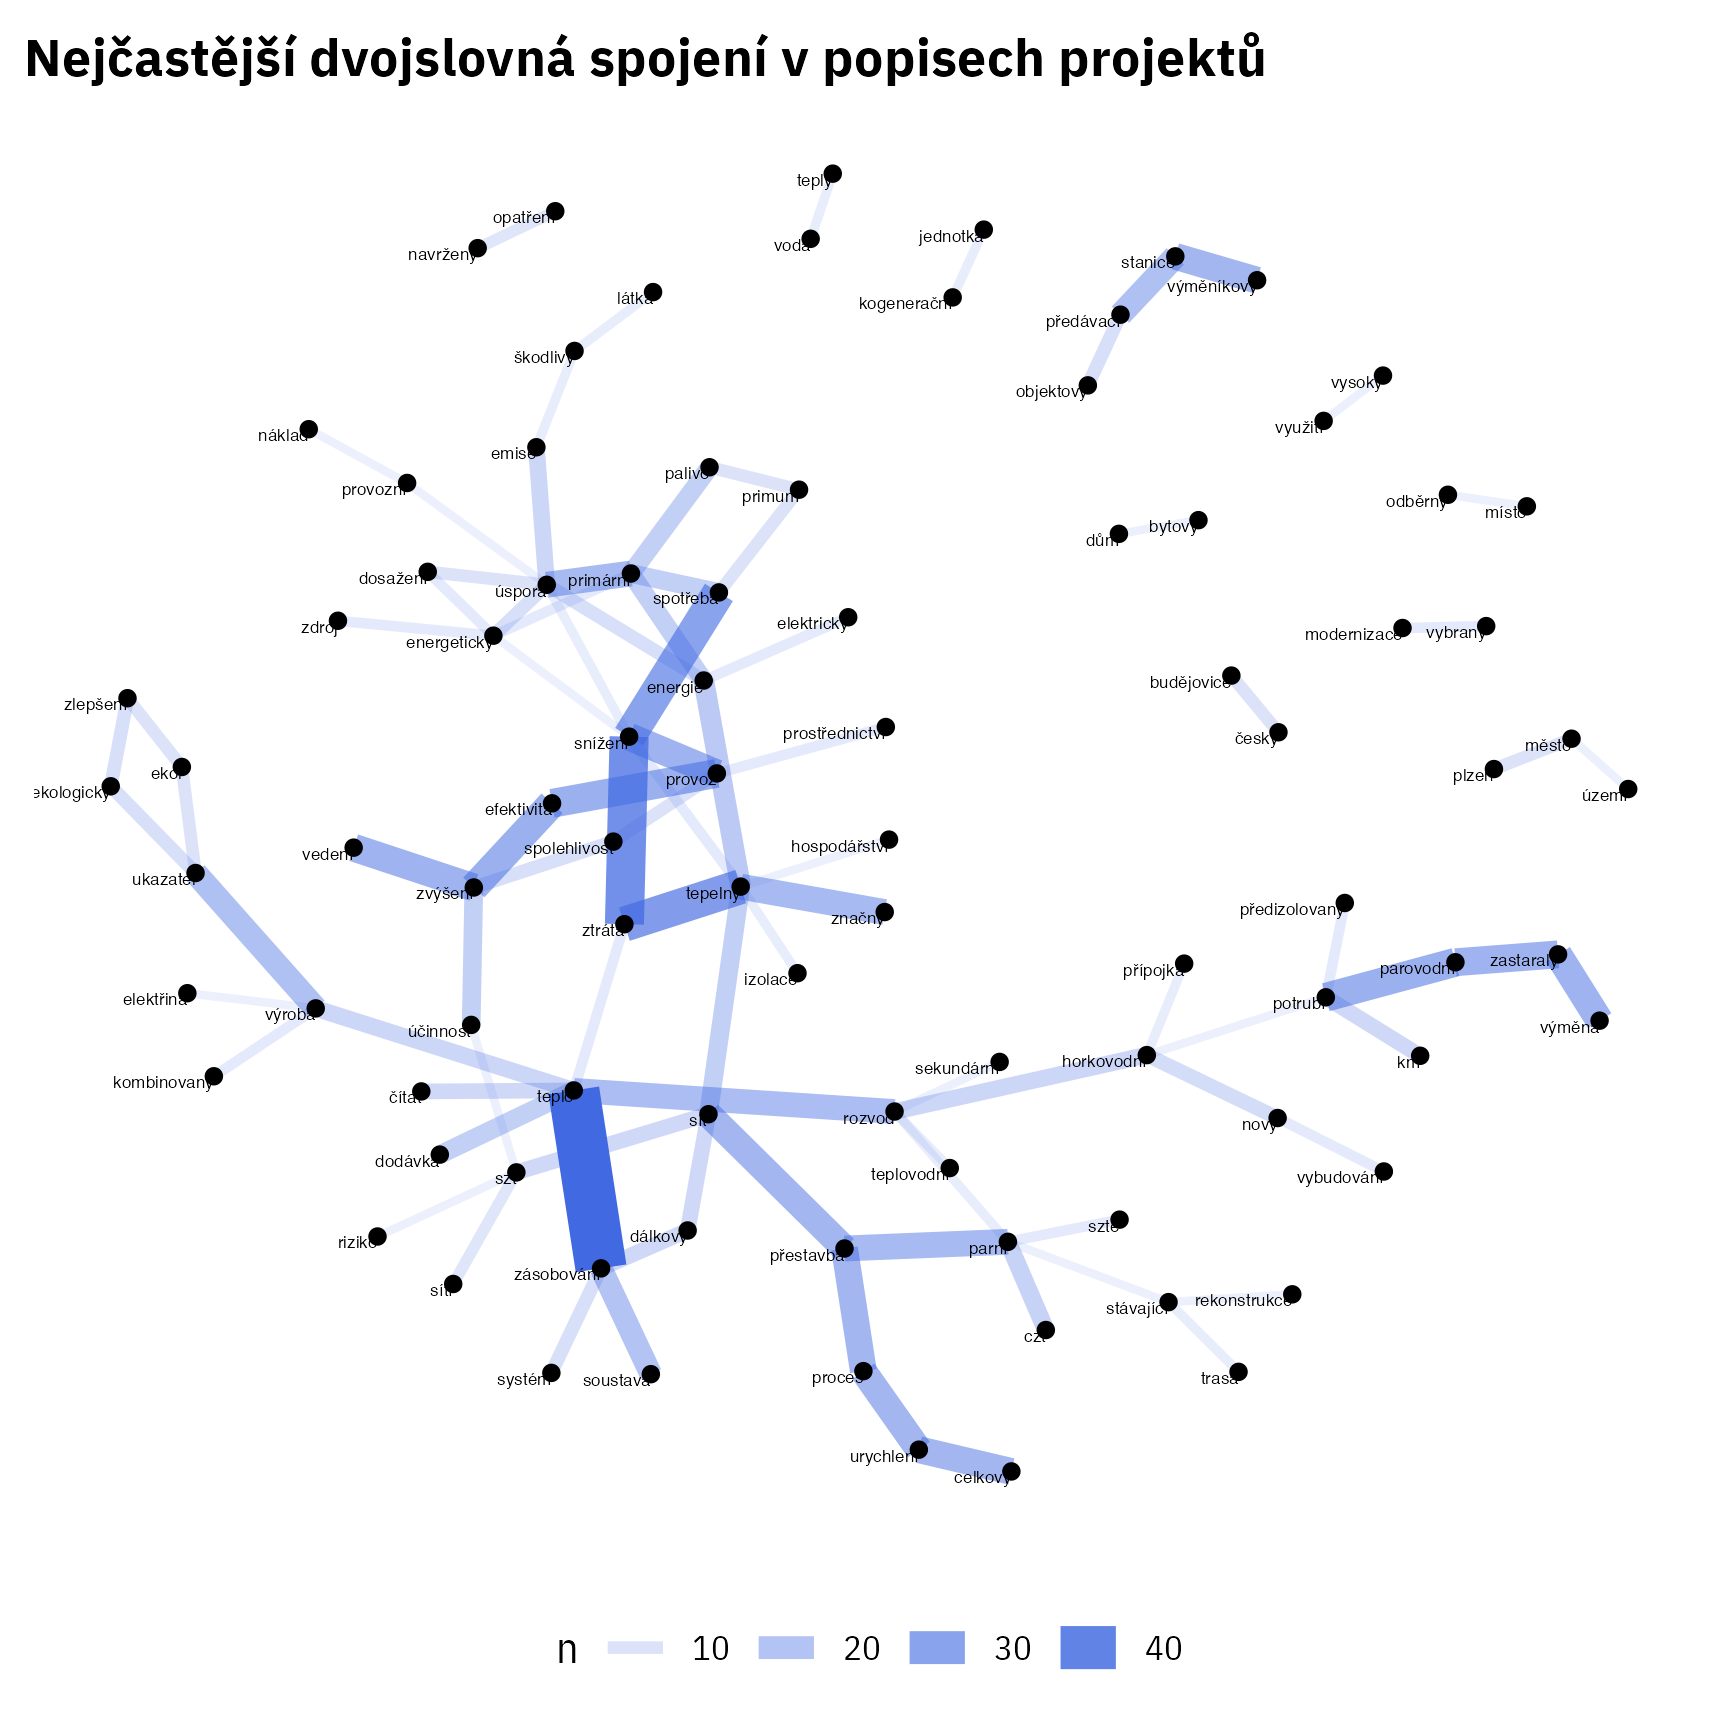 Nejčastější dvojslovná spojení v popisech projektů
teplý
opatření
voda
jednotka
navržený
stanice
výměníkový
látka
kogenerační
předávací
škodlivý
vysoký
objektový
využití
náklad
emise
palivo
provozní
primum
odběrný
místo
bytový
dům
dosažení
úspora
primární
spotřeba
zdroj
elektrický
energetický
modernizace
vybraný
energie
budějovice
zlepšení
prostřednictví
český
snížení
město
ekol
provoz
plzeň
ekologický
území
efektivita
spolehlivost
hospodářství
vedení
ukazatel
zvýšení
tepelný
předizolovaný
značný
ztráta
zastaralý
přípojka
parovodní
izolace
elektřina
potrubí
výroba
výměna
účinnost
horkovodní
km
sekundární
kombinovaný
čítat
teplo
síť
rozvod
nový
dodávka
teplovodní
szt
vybudování
szte
dálkový
riziko
parní
přestavba
zásobování
síti
rekonstrukce
stávající
czt
proces
trasa
systém
soustava
urychlení
celkový
n 10 20 30 40